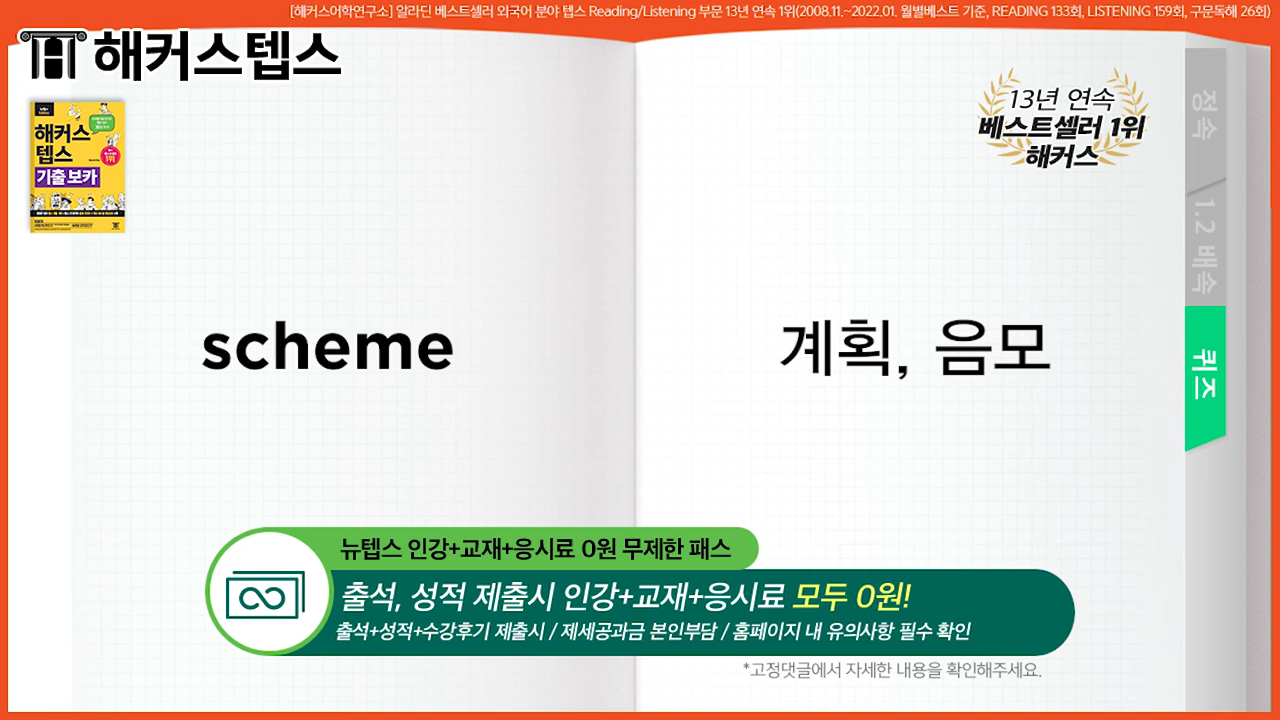 [해커스어학연구소] 알라딘 베스트셀러 외국어 분야 텝스 Reading/Listening 부문 13년 연속 1위(2008.11.~2022.01. 월별베스트 기준, READING 133회, LISTENING 159회, 구문독해 26회)
해커스텝스
해커스
텝스
기출 보카
1위
13년 연속
베스트셀러 1위
해커스
정속
1.2 배속
퀴즈
scheme
계획, 음모
뉴텝스 인강+교재+응시료 0원 무제한 패스
출석, 성적 제출시 인강+교재+응시료 모두 0원!
출석+성적+수강후기 제출시 / 제세공과금 본인부담 / 홈페이지 내 유의사항 필수 확인
*고정댓글에서 자세한 내용을 확인해주세요.